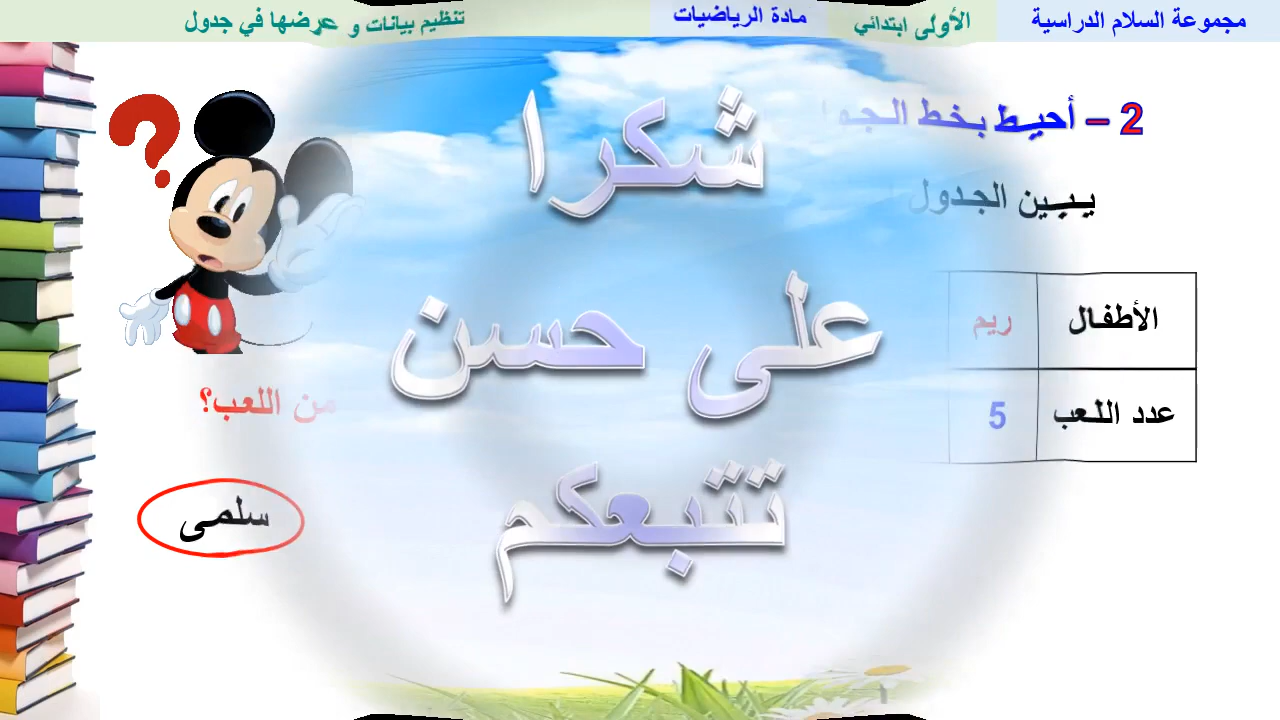 مجموعة السلام الدراسية الأولى ابتدائي مادة الرياضيات تنظيم بيانات و عرضها في جدول
2 – أحيط بخط
يبين الجدول
الأطفال ريم
عدد اللعب 5
من اللعب؟
سلمى
شكرا
على حسن
تتبعكم